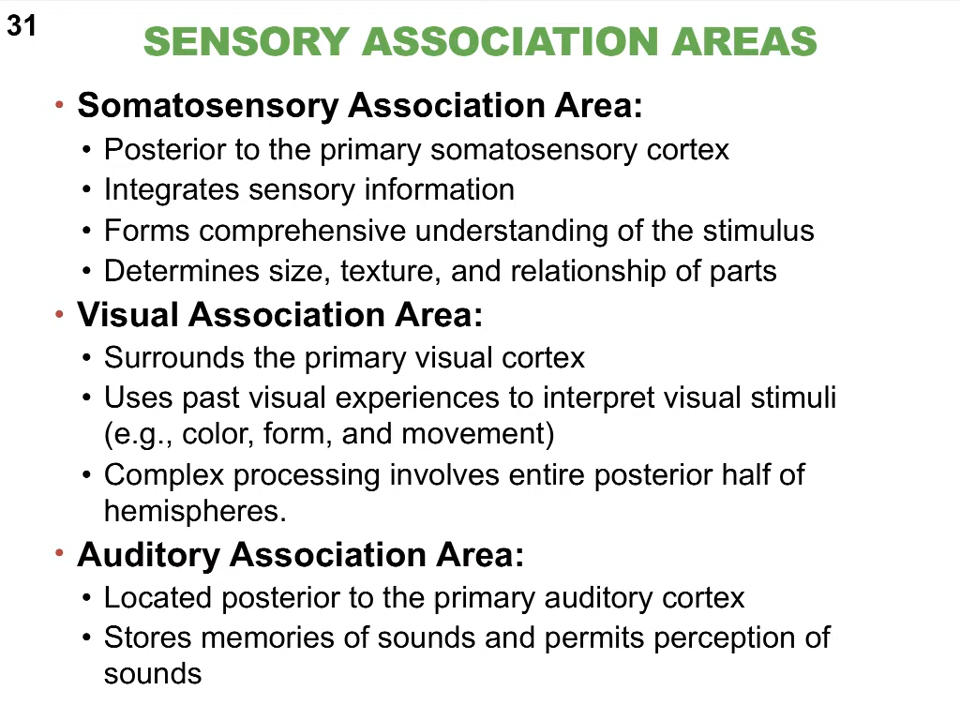 31
SENSORY ASSOCIATION AREAS
• Somatosensory Association Area:
• Posterior to the primary somatosensory cortex
• Integrates sensory information
• Forms comprehensive understanding of the stimulus
• Determines size, texture, and relationship of parts
• Visual Association Area:
• Surrounds the primary visual cortex
• Uses past visual experiences to interpret visual stimuli
(e.g., color, form, and movement)
• Complex processing involves entire posterior half of
hemispheres.
• Auditory Association Area:
• Located posterior to the primary auditory cortex
• Stores memories of sounds and permits perception of
sounds